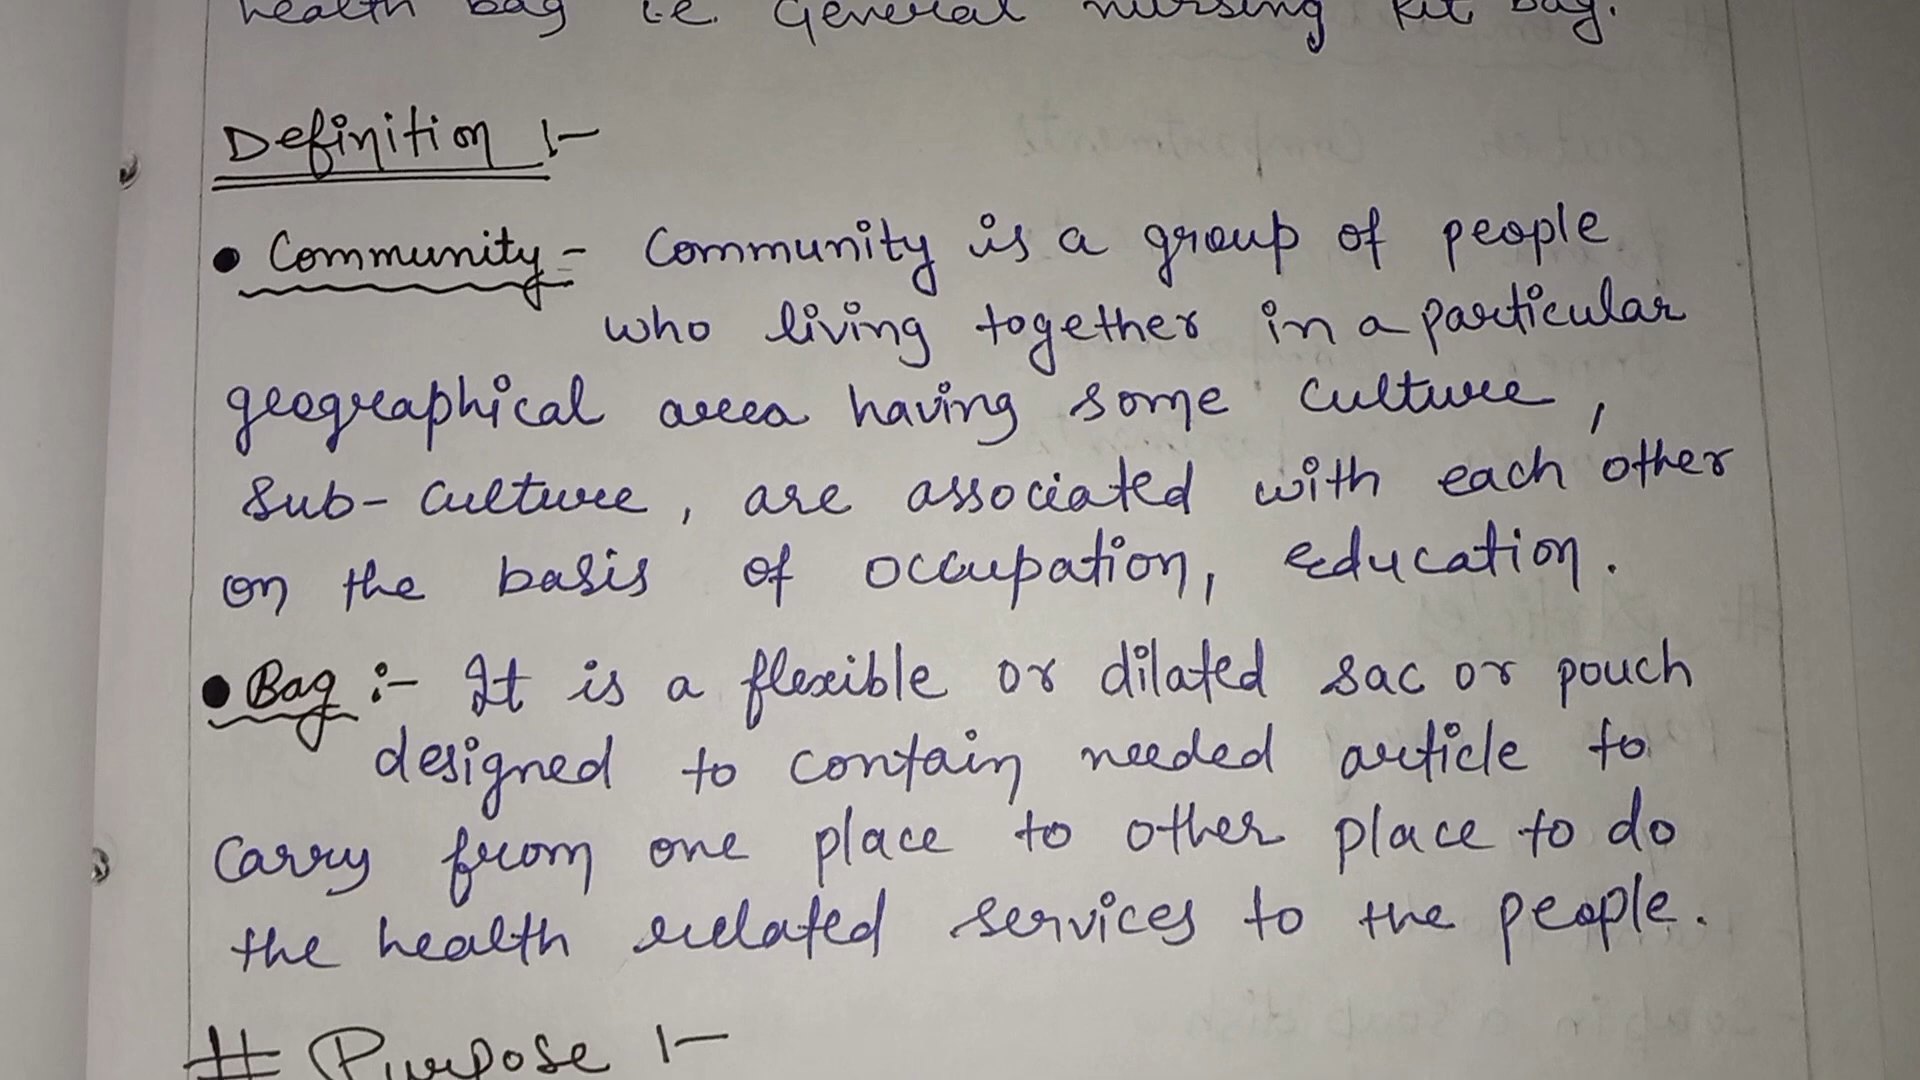 health bag i.e. General nursing kit bag.
Definition :-
• Community - Community is a group of people
who living together in a particular
geographical area having some culture,
sub-culture, are associated with each other
on the basis of occupation, education.
• Bag :- It is a flexible or dilated sac or pouch
designed to contain needed article to
carry from one place to other place to do
the health related services to the people.
# Purpose :-